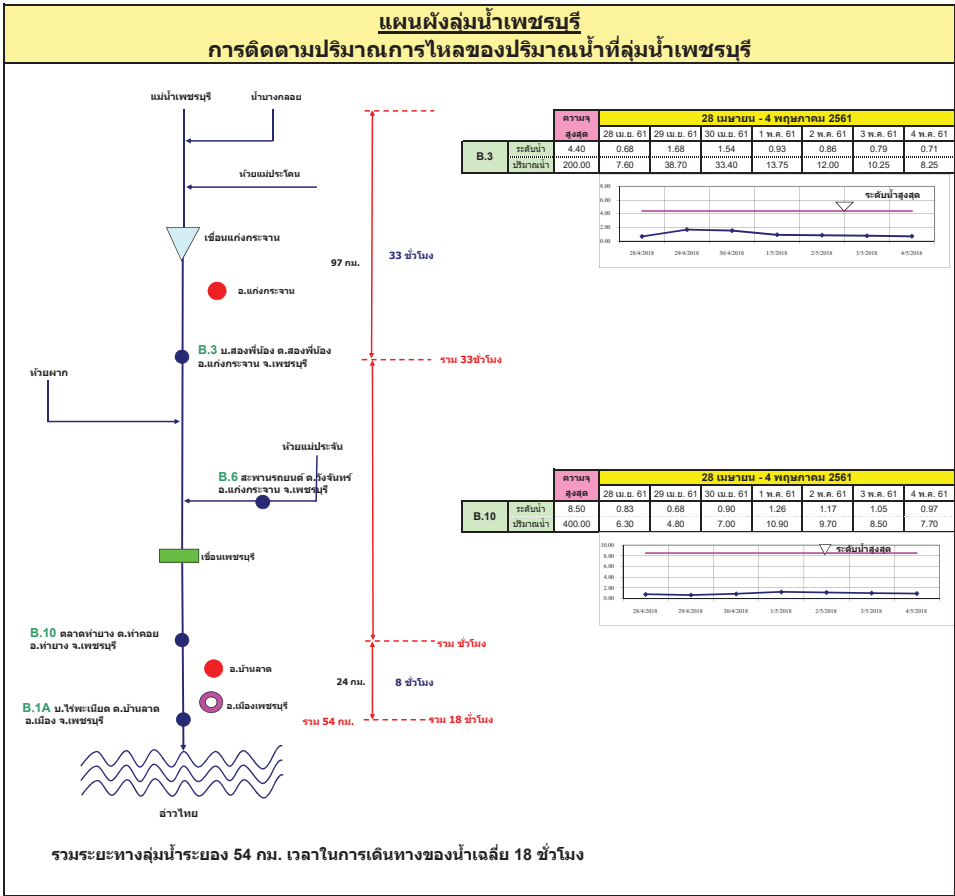 แผนผังลุ่มน้ำเพชรบุรี
การติดตามปริมาณการไหลของปริมาณน้ำที่ลุ่มน้ำเพชรบุรี
แม่น้ำเพชรบุรี
น้ำบางกลอย
ห้วยแม่ประโดน
เขื่อนแก่งกระจาน
อ.แก่งกระจาน
97 กม.
33 ชั่วโมง
B.3 บ.สองพี่น้อง ต.สองพี่น้อง
อ.แก่งกระจาน จ.เพชรบุรี
รวม 33ชั่วโมง
ห้วยผาก
ห้วยแม่ประจัน
B.6 สะพานรถยนต์ ต.วังจันทร์
อ.แก่งกระจาน จ.เพชรบุรี
เขื่อนเพชรบุรี
B.10 ตลาดท่ายาง ต.ท่าคอย
อ.ท่ายาง จ.เพชรบุรี
รวม ชั่วโมง
อ.บ้านลาด
24 กม.
8 ชั่วโมง
อ.เมืองเพชรบุรี
B.1A บ.ไร่พะเนียด ต.บ้านลาด
อ.เมือง จ.เพชรบุรี
รวม 54 กม.
รวม 18 ชั่วโมง
อ่าวไทย
รวมระยะทางลุ่มน้ำระยอง 54 กม. เวลาในการเดินทางของน้ำเฉลี่ย 18 ชั่วโมง
ความจุ 28 เมษายน - 4 พฤษภาคม 2561
สูงสุด 28 เม.ย. 61 29 เม.ย. 61 30 เม.ย. 61 1 พ.ค. 61 2 พ.ค. 61 3 พ.ค. 61 4 พ.ค. 61
B.3
ระดับน้ำ 4.40 0.68 1.68 1.54 0.93 0.86 0.79 0.71
ปริมาณน้ำ 200.00 7.60 38.70 33.40 13.75 12.00 10.25 8.25
ระดับน้ำสูงสุด
8.00
6.00
4.00
2.00
0.00
28/4/2018 29/4/2018 30/4/2018 1/5/2018 2/5/2018 3/5/2018 4/5/2018
ความจุ 28 เมษายน - 4 พฤษภาคม 2561
สูงสุด 28 เม.ย. 61 29 เม.ย. 61 30 เม.ย. 61 1 พ.ค. 61 2 พ.ค. 61 3 พ.ค. 61 4 พ.ค. 61
B.10
ระดับน้ำ 8.50 0.83 0.68 0.90 1.26 1.17 1.05 0.97
ปริมาณน้ำ 400.00 6.30 4.80 7.00 10.90 9.70 8.50 7.70
ระดับน้ำสูงสุด
10.00
8.00
6.00
4.00
2.00
0.00
28/4/2018 29/4/2018 30/4/2018 1/5/2018 2/5/2018 3/5/2018 4/5/2018